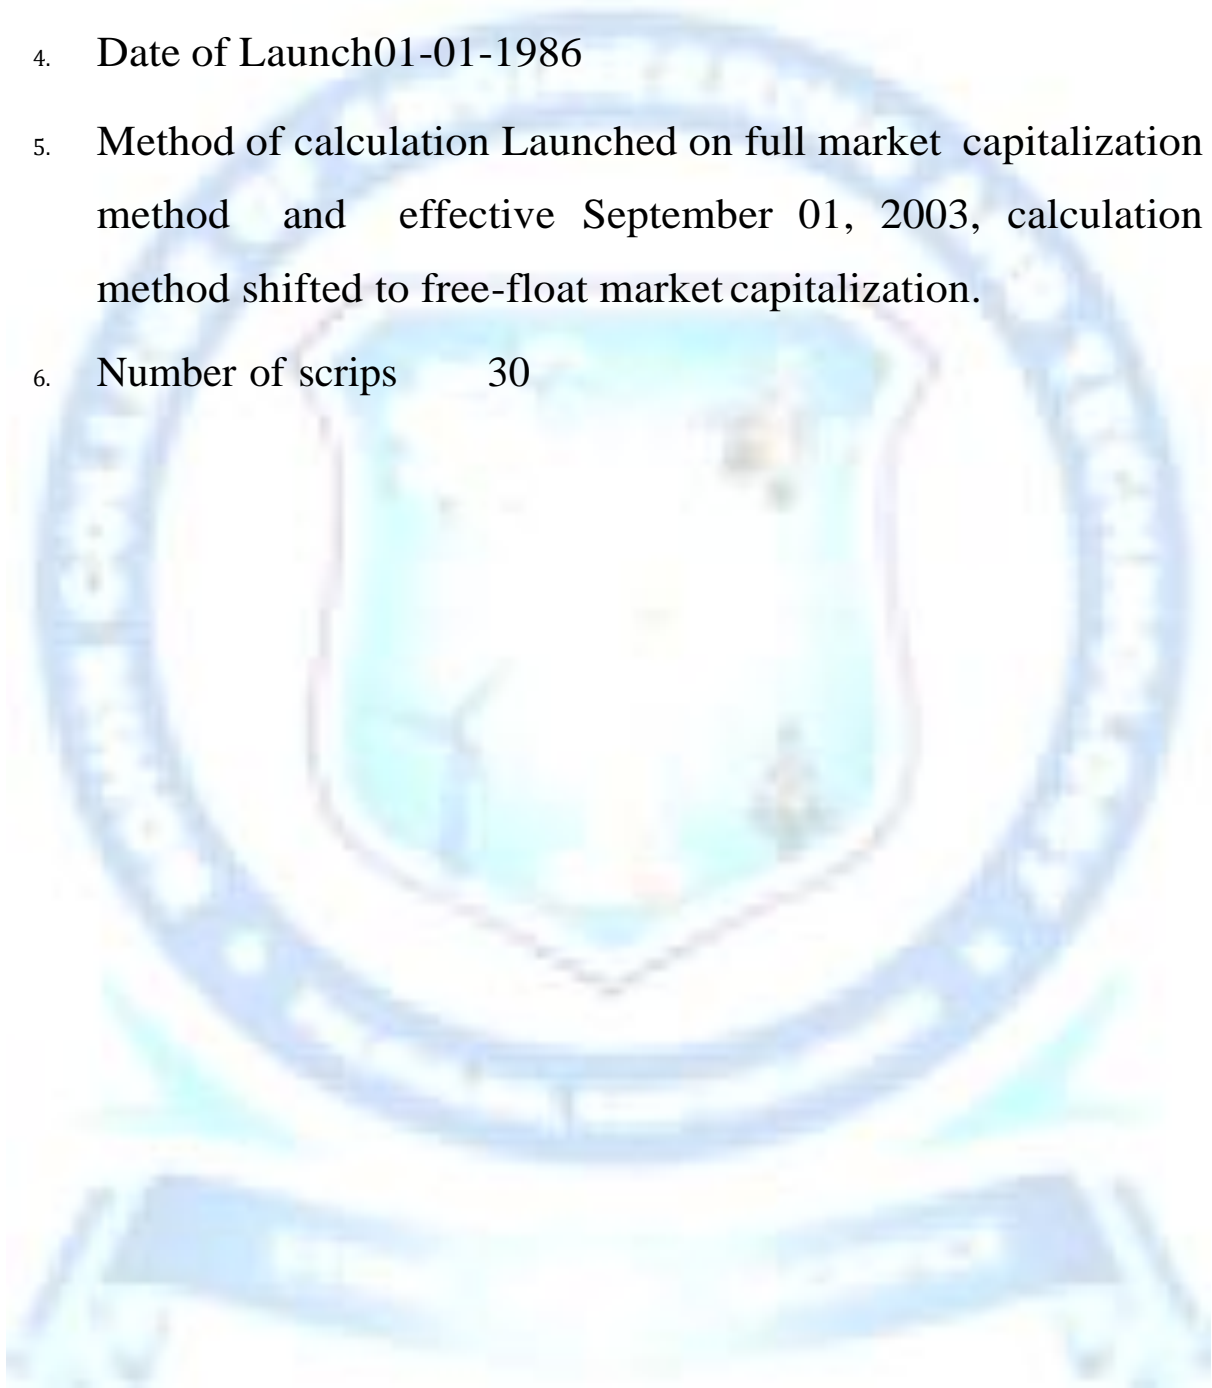 4. Date of Launch01-01-1986
5. Method of calculation Launched on full market capitalization
method and effective September 01, 2003, calculation
method shifted to free-float market capitalization.
6. Number of scrips 30